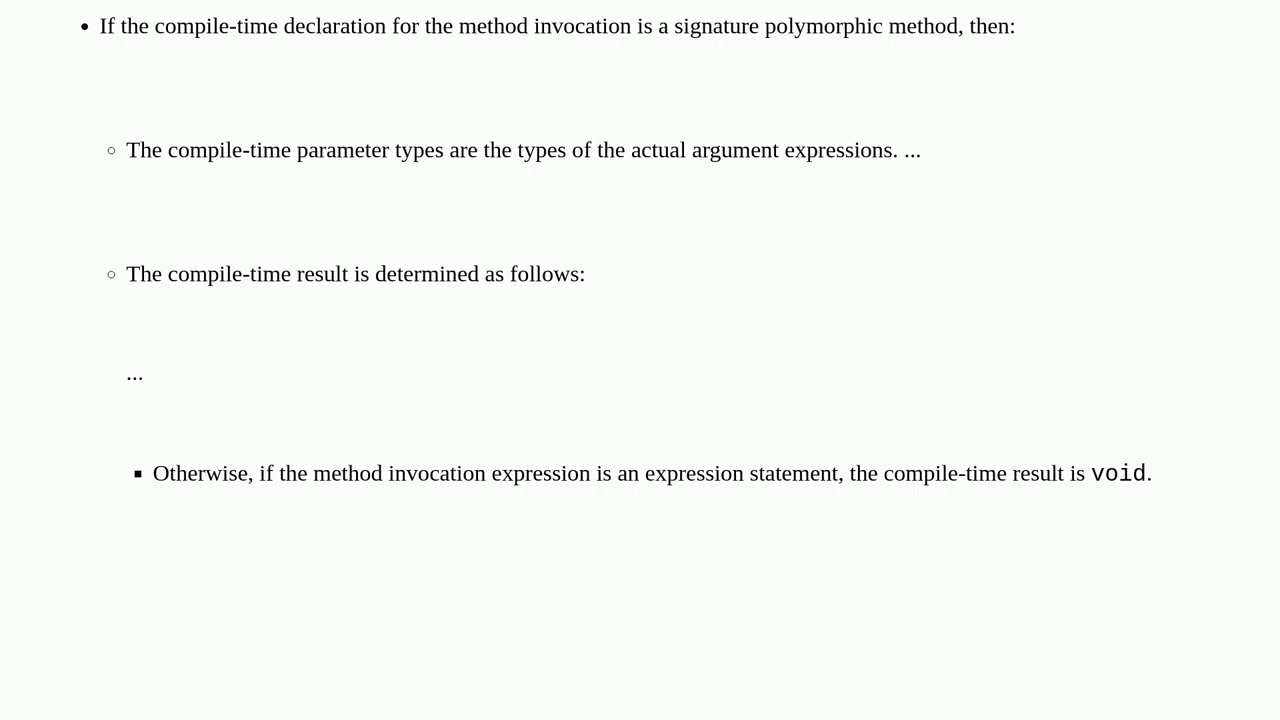 • If the compile-time declaration for the method invocation is a signature polymorphic method, then:
○ The compile-time parameter types are the types of the actual argument expressions. ...
○ The compile-time result is determined as follows:
...
▪ Otherwise, if the method invocation expression is an expression statement, the compile-time result is void.